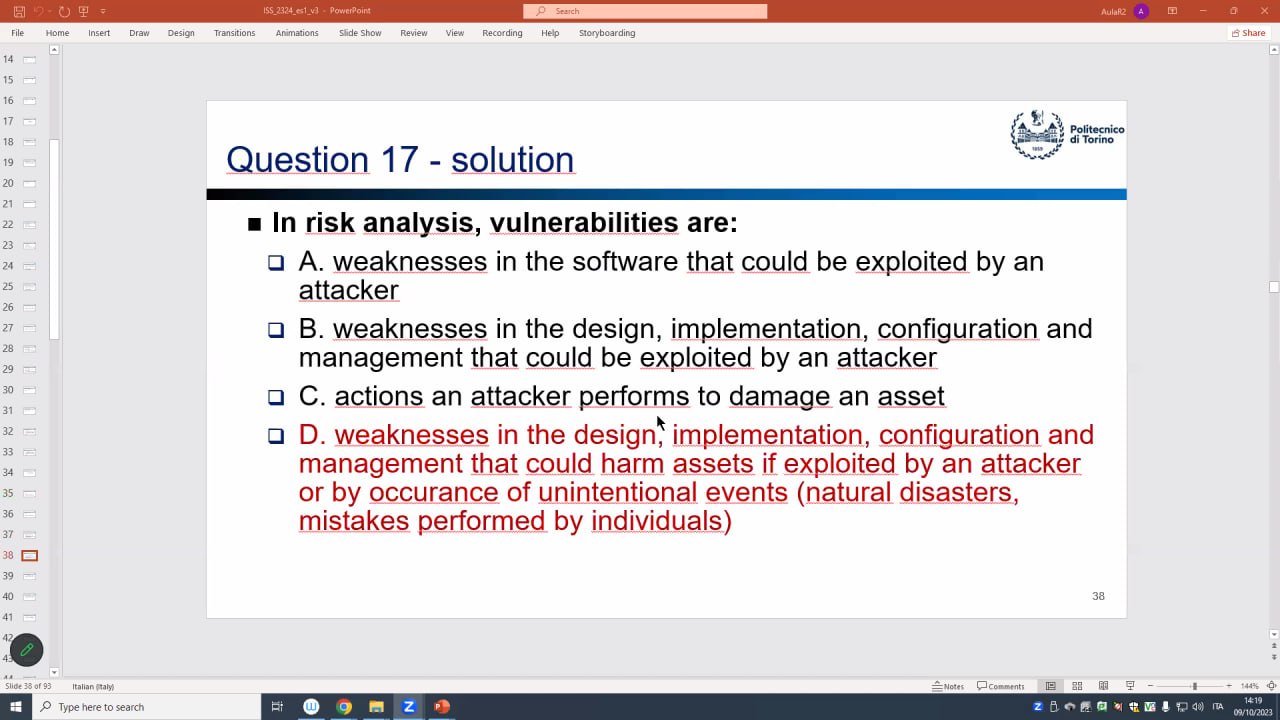 ISS_2324_es1_v3 - PowerPoint
Search
AulaR2
A
File Home Insert Draw Design Transitions Animations Slide Show Review View Recording Help Storyboarding
Share
14
15
16
17
18
19
20
21
22
23
24
25
26
27
28
29
30
31
32
33
34
35
36
37
38
39
40
41
42
43
44
Politecnico
di Torino
1859
Question 17 - solution
In risk analysis, vulnerabilities are:
A. weaknesses in the software that could be exploited by an
attacker
B. weaknesses in the design, implementation, configuration and
management that could be exploited by an attacker
C. actions an attacker performs to damage an asset
D. weaknesses in the design, implementation, configuration and
management that could harm assets if exploited by an attacker
or by occurance of unintentional events (natural disasters,
mistakes performed by individuals)
38
Slide 38 of 93 Italian (Italy)
Notes Comments 144%
Type here to search
ITA
14:19
09/10/2023